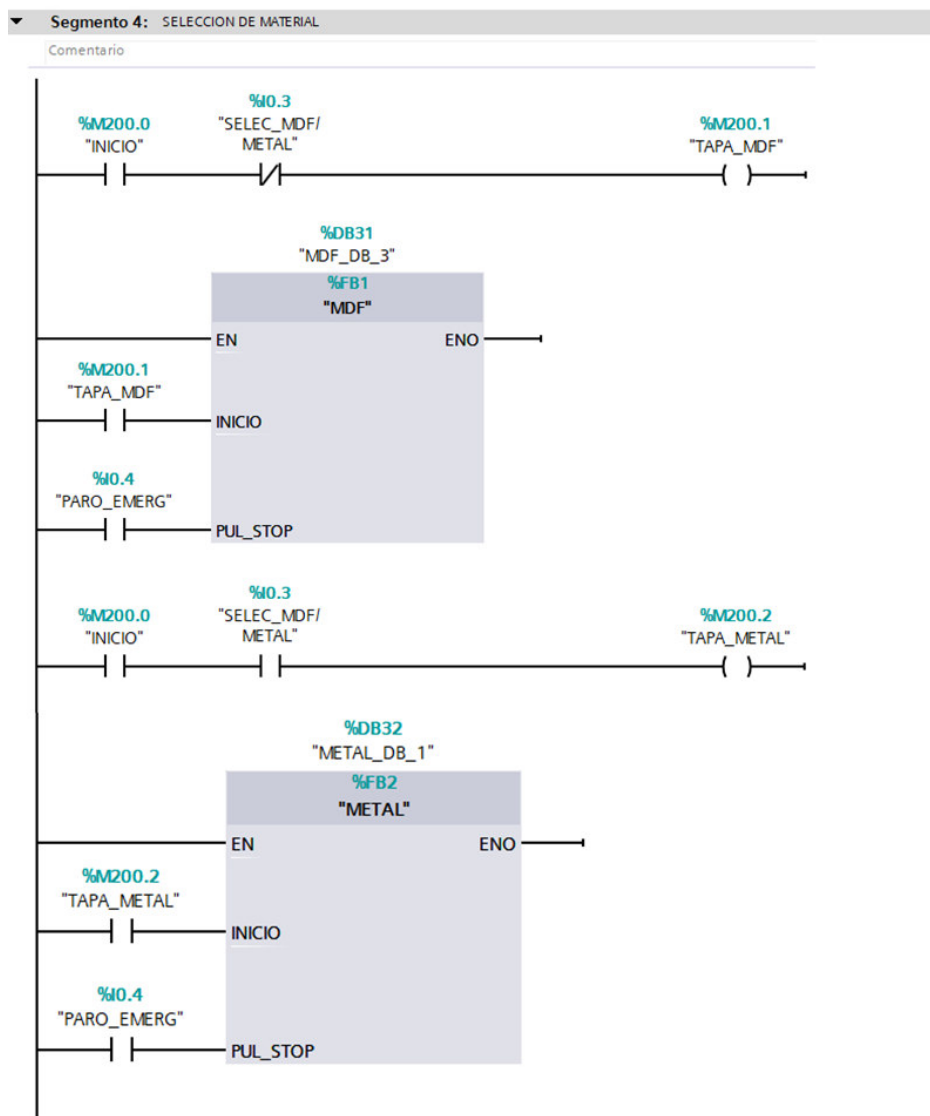 Segmento 4: SELECCION DE MATERIAL
Comentario
%I0.3
%M200.0 "SELEC_MDF/ %M200.1
"INICIO" METAL" "TAPA_MDF"
%DB31
"MDF_DB_3"
%FB1
"MDF"
EN ENO
%M200.1
"TAPA_MDF"
INICIO
%I0.4
"PARO_EMERG"
PUL_STOP
%I0.3
%M200.0 "SELEC_MDF/ %M200.2
"INICIO" METAL" "TAPA_METAL"
%DB32
"METAL_DB_1"
%FB2
"METAL"
EN ENO
%M200.2
"TAPA_METAL"
INICIO
%I0.4
"PARO_EMERG"
PUL_STOP